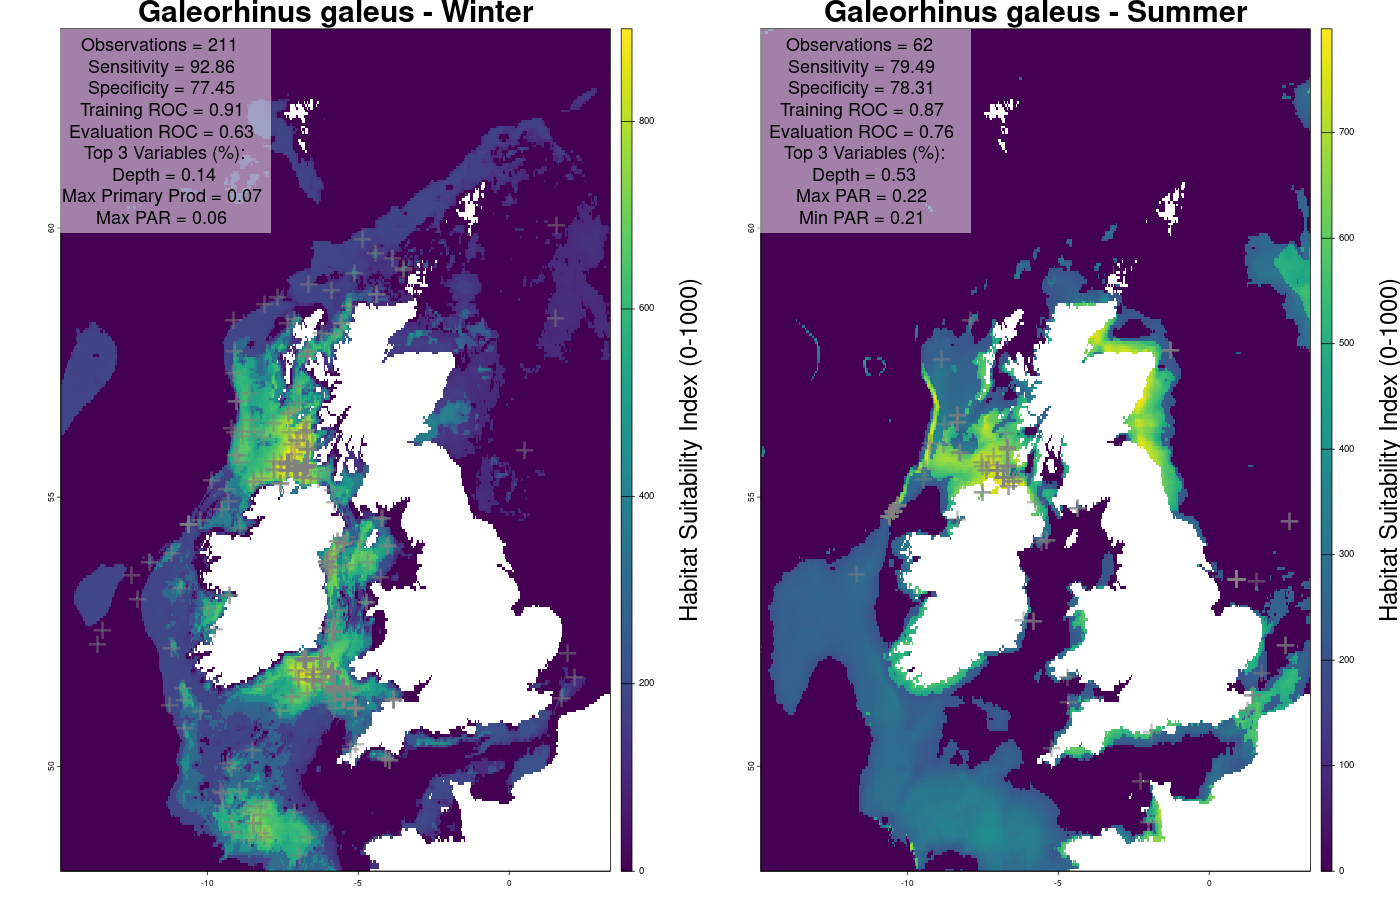 Galeorhinus galeus - Winter
Observations = 211
Sensitivity = 92.86
Specificity = 77.45
Training ROC = 0.91
Evaluation ROC = 0.63
Top 3 Variables (%):
Depth = 0.14
Max Primary Prod = 0.07
Max PAR = 0.06
60
55
50
-10
-5
0
800
600
400
200
0
Habitat Suitability Index (0-1000)
Galeorhinus galeus - Summer
Observations = 62
Sensitivity = 79.49
Specificity = 78.31
Training ROC = 0.87
Evaluation ROC = 0.76
Top 3 Variables (%):
Depth = 0.53
Max PAR = 0.22
Min PAR = 0.21
60
55
50
-10
-5
0
700
600
500
400
300
200
100
0
Habitat Suitability Index (0-1000)